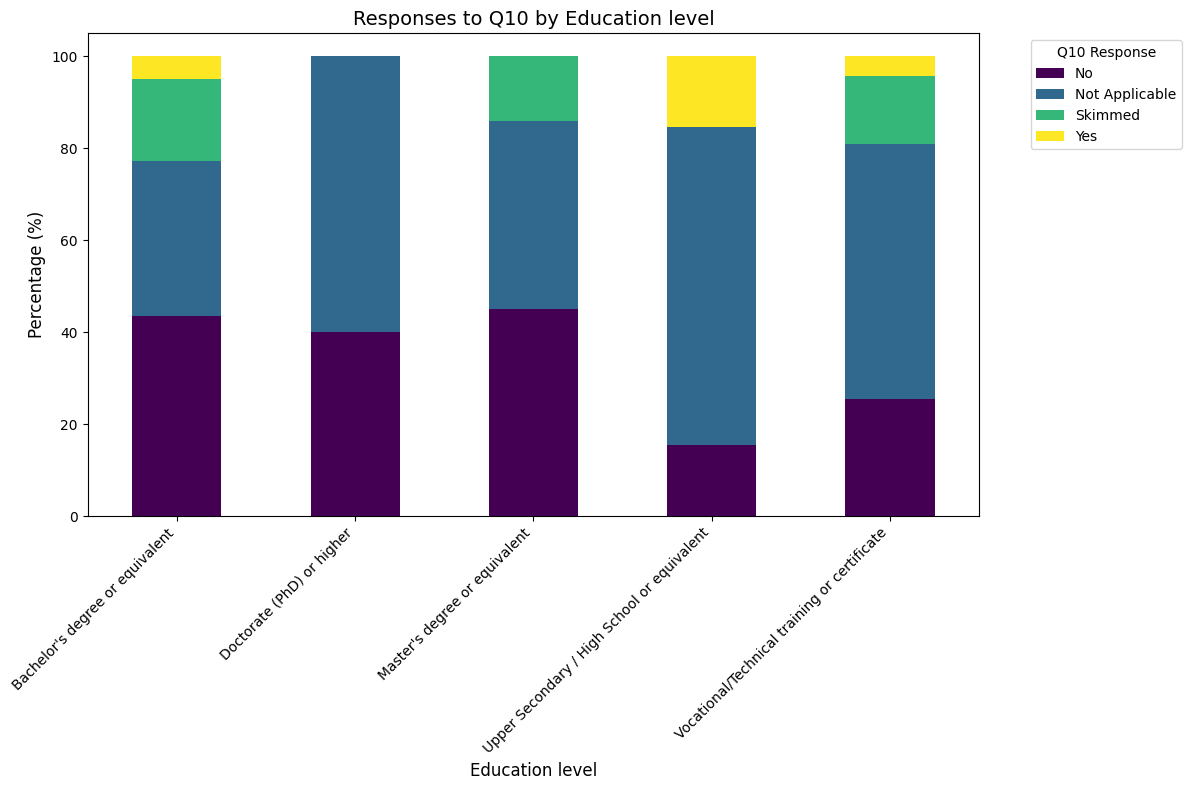 Responses to Q10 by Education level
Percentage (%)
100
80
60
40
20
0
Bachelor's degree or equivalent
Doctorate (PhD) or higher
Master's degree or equivalent
Upper Secondary / High School or equivalent
Vocational/Technical training or certificate
Education level
Q10 Response
No
Not Applicable
Skimmed
Yes